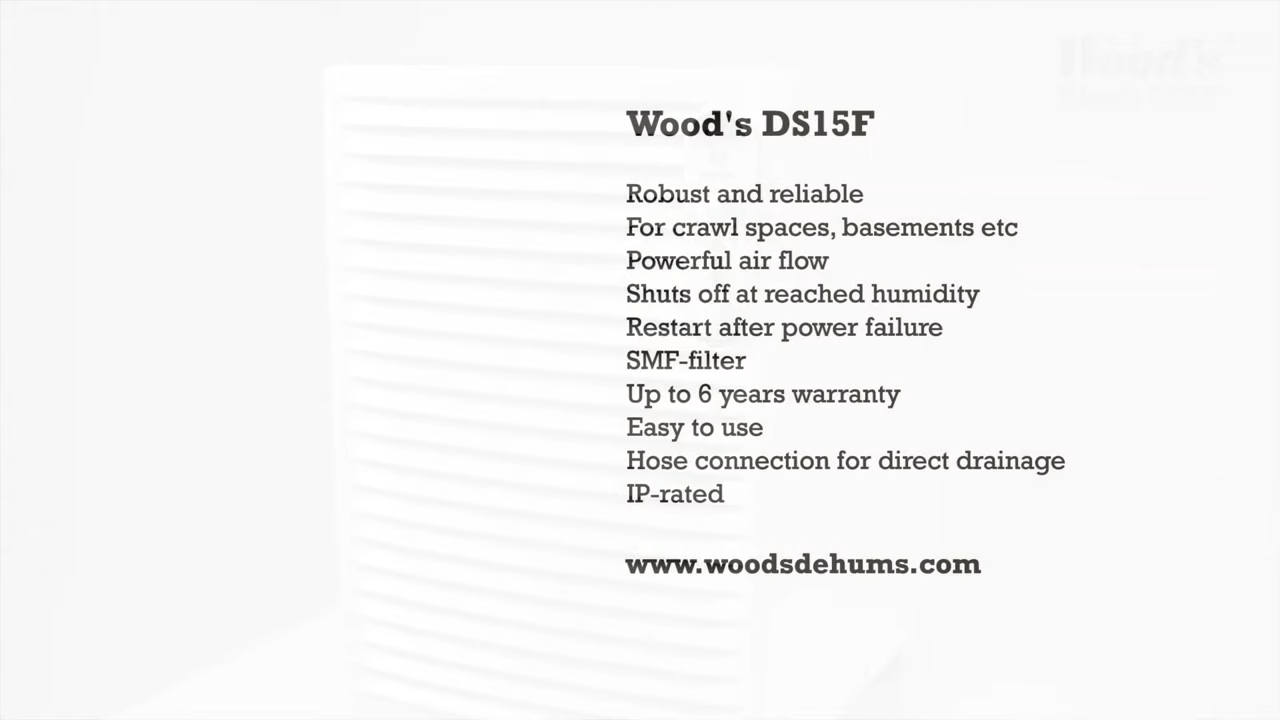 Wood's
Wood's DS15F
Robust and reliable
For crawl spaces, basements etc
Powerful air flow
Shuts off at reached humidity
Restart after power failure
SMF-filter
Up to 6 years warranty
Easy to use
Hose connection for direct drainage
IP-rated
www.woodsdehums.com